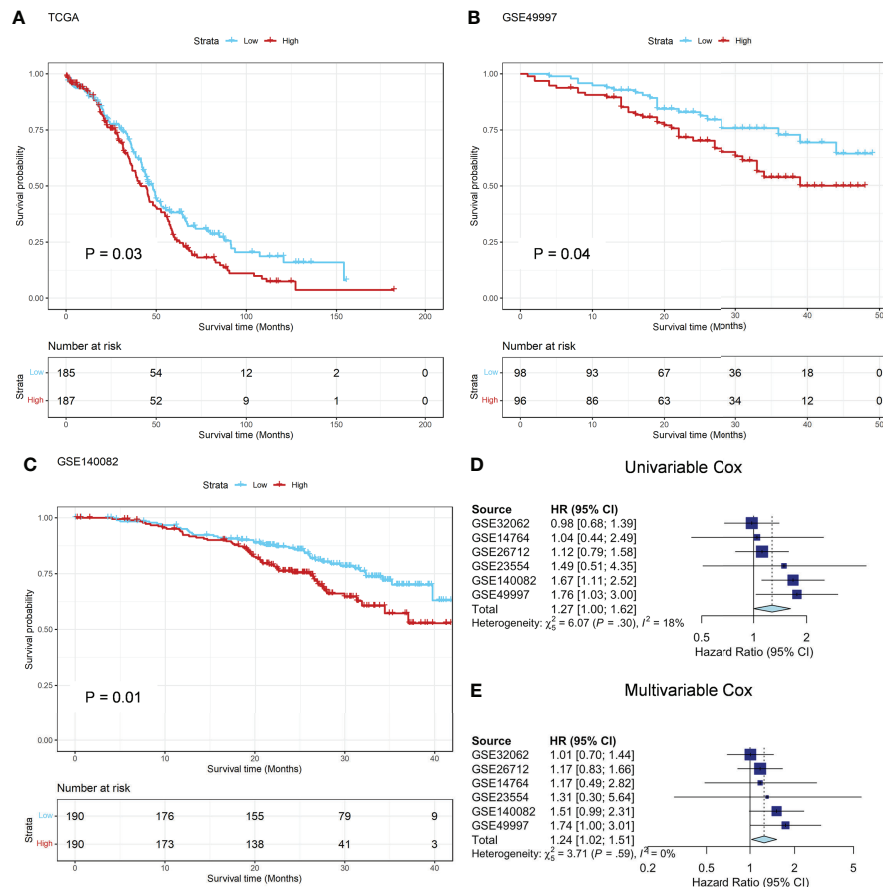 A TCGA
Strata Low High
1.00
0.75
0.50
0.25
0.00
Survival probability
P = 0.03
0 50 100 150 200
Survival time (Months)
Number at risk
Strata
Low 185 54 12 2 0
High 187 52 9 1 0
0 50 100 150 200
Survival time (Months)
B GSE49997
Strata Low High
1.00
0.75
0.50
0.25
0.00
Survival probability
P = 0.04
0 10 20 30 40 50
Survival time (Months)
Number at risk
Strata
Low 98 93 67 36 18 0
High 96 86 63 34 12 0
0 10 20 30 40 50
Survival time (Months)
C GSE140082
Strata Low High
1.00
0.75
0.50
0.25
0.00
Survival probability
P = 0.01
0 10 20 30 40
Survival time (Months)
Number at risk
Strata
Low 190 176 155 79 9
High 190 173 138 41 3
0 10 20 30 40
Survival time (Months)
D Univariable Cox
Source HR (95% CI)
GSE32062 0.98 [0.68; 1.39]
GSE14764 1.04 [0.44; 2.49]
GSE26712 1.12 [0.79; 1.58]
GSE23554 1.49 [0.51; 4.35]
GSE140082 1.67 [1.11; 2.52]
GSE49997 1.76 [1.03; 3.00]
Total 1.27 [1.00; 1.62]
Heterogeneity: χ²₅ = 6.07 (P = .30), I² = 18%
0.5 1 2
Hazard Ratio (95% CI)
E Multivariable Cox
Source HR (95% CI)
GSE32062 1.01 [0.70; 1.44]
GSE26712 1.17 [0.83; 1.66]
GSE14764 1.17 [0.49; 2.82]
GSE23554 1.31 [0.30; 5.64]
GSE140082 1.51 [0.99; 2.31]
GSE49997 1.74 [1.00; 3.01]
Total 1.24 [1.02; 1.51]
Heterogeneity: χ²₅ = 3.71 (P = .59), I² = 0%
0.2 1 2 5
Hazard Ratio (95% CI)